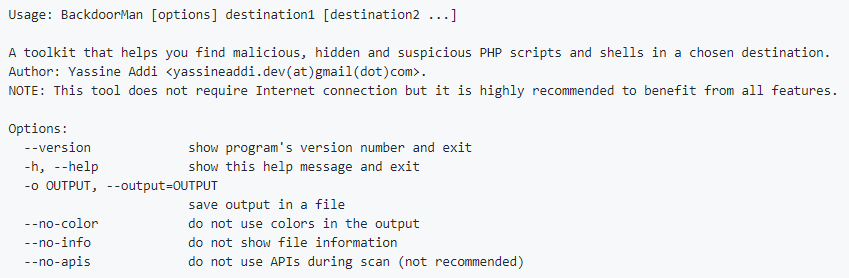 Usage: BackdoorMan [options] destination1 [destination2 ...]
A toolkit that helps you find malicious, hidden and suspicious PHP scripts and shells in a chosen destination.
Author: Yassine Addi <yassineaddi.dev(at)gmail(dot)com>.
NOTE: This tool does not require Internet connection but it is highly recommended to benefit from all features.
Options:
--version show program's version number and exit
-h, --help show this help message and exit
-o OUTPUT, --output=OUTPUT
save output in a file
--no-color do not use colors in the output
--no-info do not show file information
--no-apis do not use APIs during scan (not recommended)